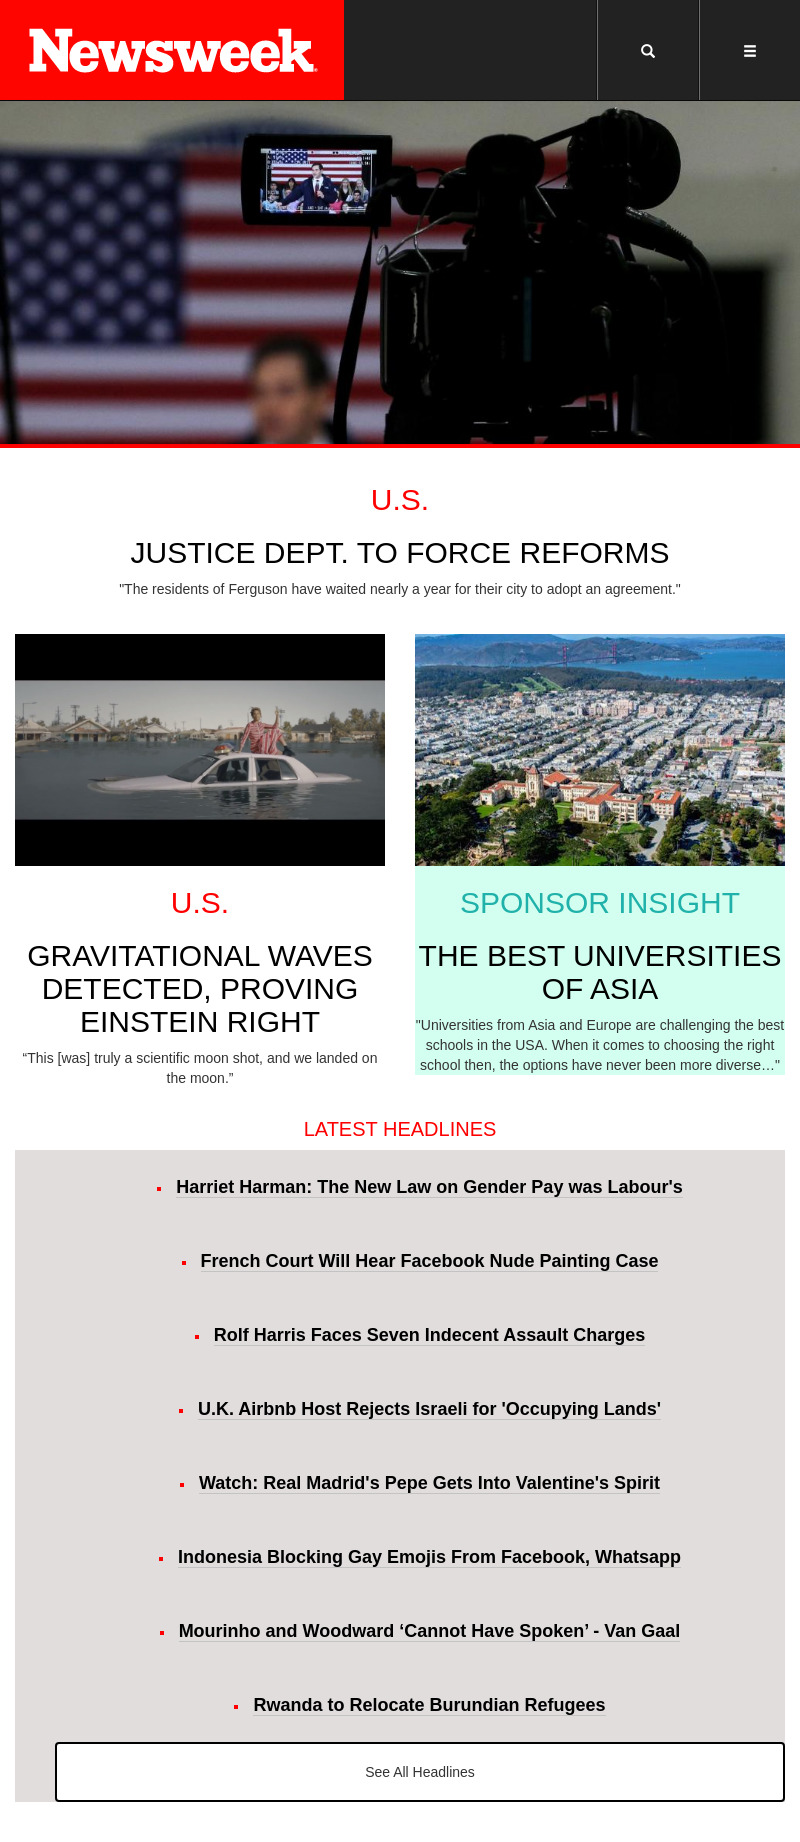 Newsweek
U.S.
JUSTICE DEPT. TO FORCE REFORMS
"The residents of Ferguson have waited nearly a year for their city to adopt an agreement."
U.S.
GRAVITATIONAL WAVES
DETECTED, PROVING
EINSTEIN RIGHT
“This [was] truly a scientific moon shot, and we landed on
the moon.”
SPONSOR INSIGHT
THE BEST UNIVERSITIES
OF ASIA
"Universities from Asia and Europe are challenging the best
schools in the USA. When it comes to choosing the right
school then, the options have never been more diverse…"
LATEST HEADLINES
Harriet Harman: The New Law on Gender Pay was Labour's
French Court Will Hear Facebook Nude Painting Case
Rolf Harris Faces Seven Indecent Assault Charges
U.K. Airbnb Host Rejects Israeli for 'Occupying Lands'
Watch: Real Madrid's Pepe Gets Into Valentine's Spirit
Indonesia Blocking Gay Emojis From Facebook, Whatsapp
Mourinho and Woodward ‘Cannot Have Spoken’ - Van Gaal
Rwanda to Relocate Burundian Refugees
See All Headlines